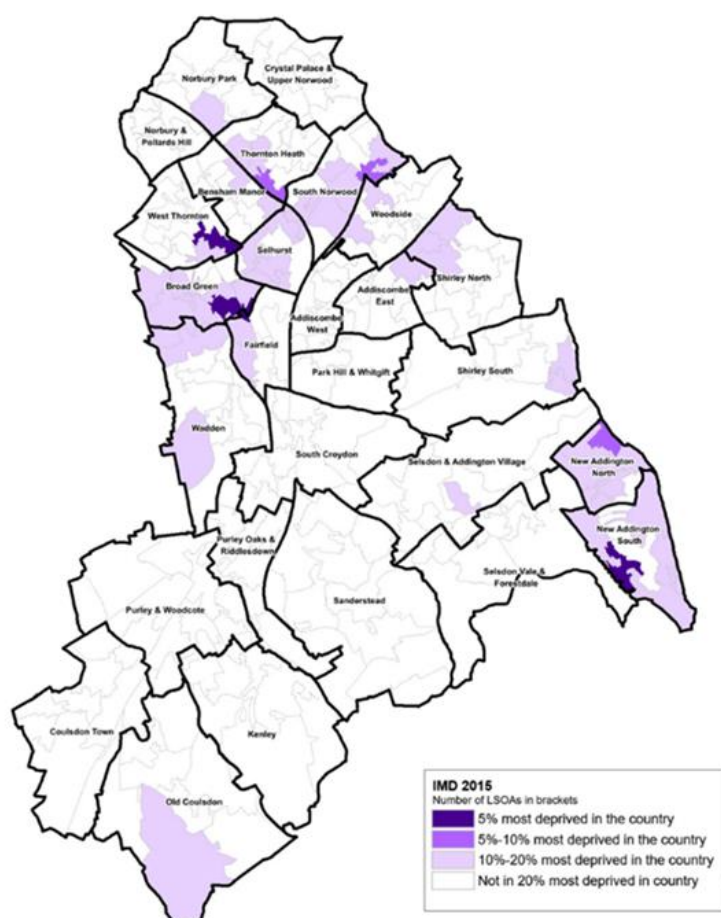 Crystal Palace &
Upper Norwood
Norbury Park
Norbury &
Pollards Hill
Thornton Heath
Bensham Manor
South Norwood
West Thornton
Woodside
Selhurst
Shirley North
Broad Green
Addiscombe
East
Addiscombe
West
Fairfield
Park Hill & Whitgift
Shirley South
Waddon
South Croydon
Selsdon & Addington Village
New Addington
North
New Addington
South
Purley Oaks &
Riddlesdown
Selsdon Vale &
Forestdale
Sanderstead
Purley & Woodcote
Coulsdon Town
Kenley
Old Coulsdon
IMD 2015
Number of LSOAs in brackets
5% most deprived in the country
5%-10% most deprived in the country
10%-20% most deprived in the country
Not in 20% most deprived in country